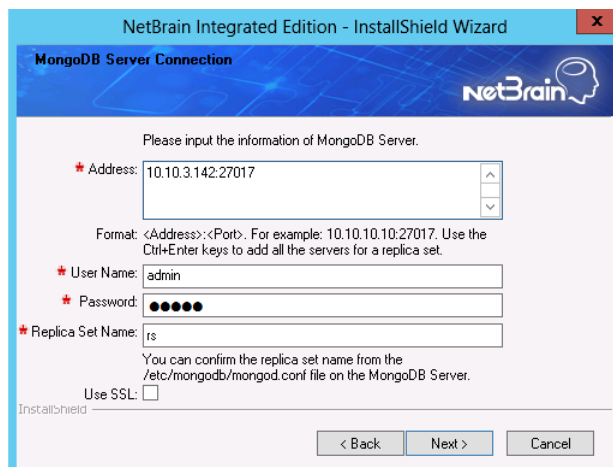 NetBrain Integrated Edition - InstallShield Wizard
x
MongoDB Server Connection
NetBrain
Please input the information of MongoDB Server.
* Address: 10.10.3.142:27017
Format: <Address>:<Port>. For example: 10.10.10.10:27017. Use the
Ctrl+Enter keys to add all the servers for a replica set.
* User Name: admin
* Password: ●●●●●
* Replica Set Name: rs
You can confirm the replica set name from the
/etc/mongodb/mongod.conf file on the MongoDB Server.
Use SSL:
InstallShield
< Back Next > Cancel